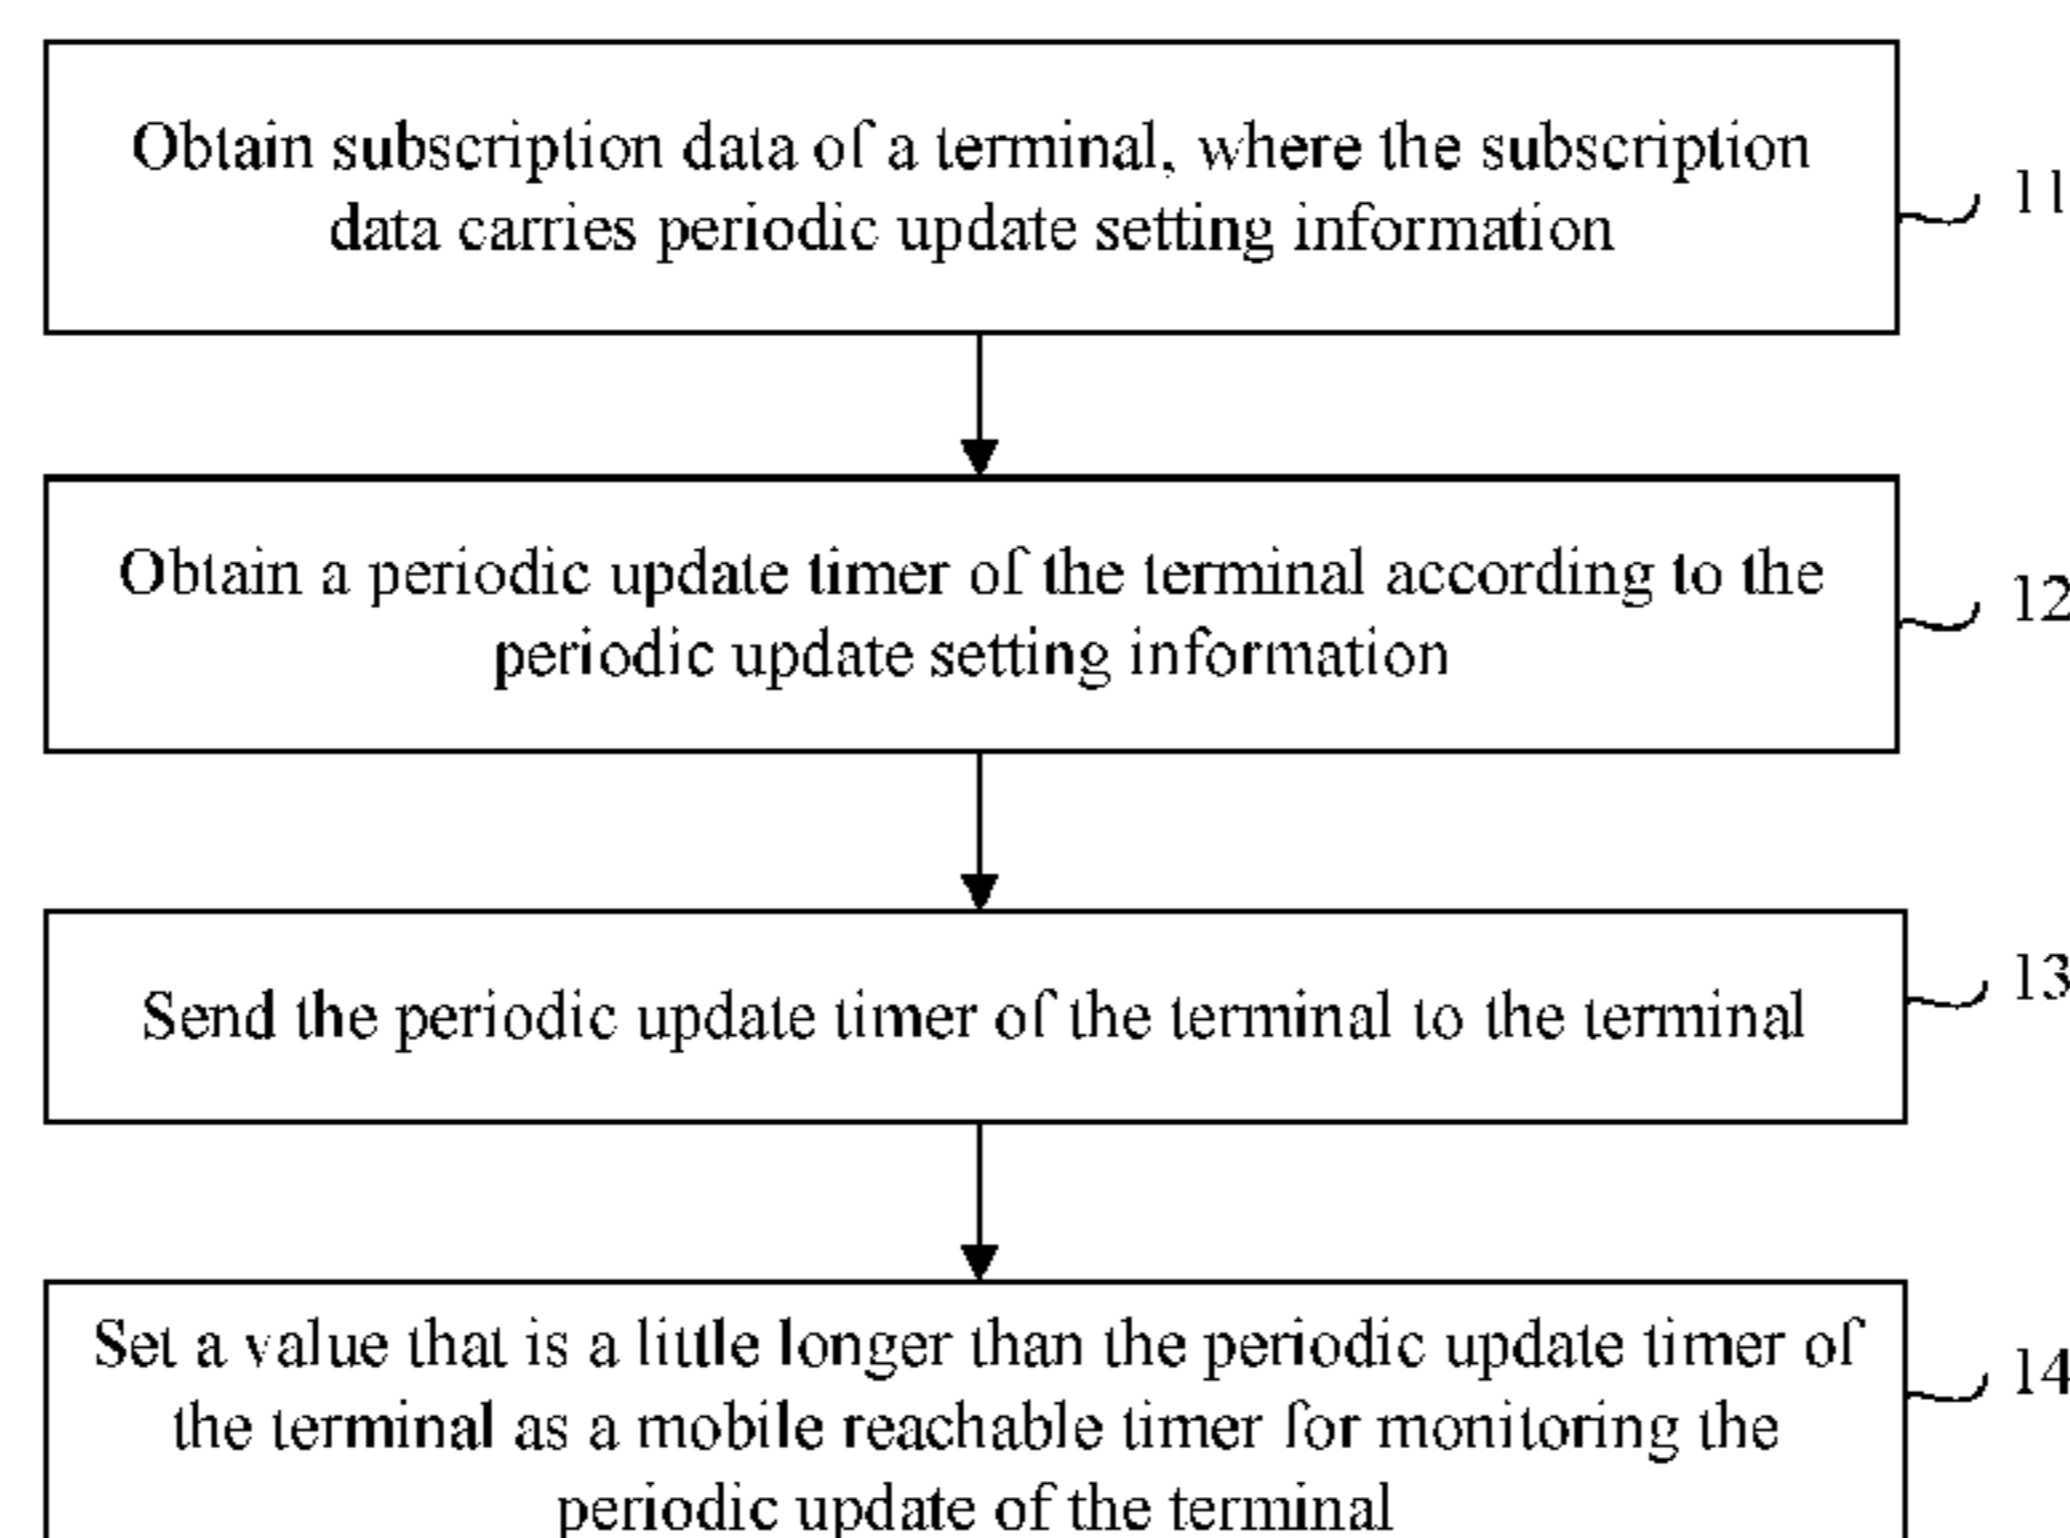 Obtain subscription data of a terminal, where the subscription
data carries periodic update setting information
11
Obtain a periodic update timer of the terminal according to the
periodic update setting information
12
Send the periodic update timer of the terminal to the terminal
13
Set a value that is a little longer than the periodic update timer of
the terminal as a mobile reachable timer for monitoring the
periodic update of the terminal
14